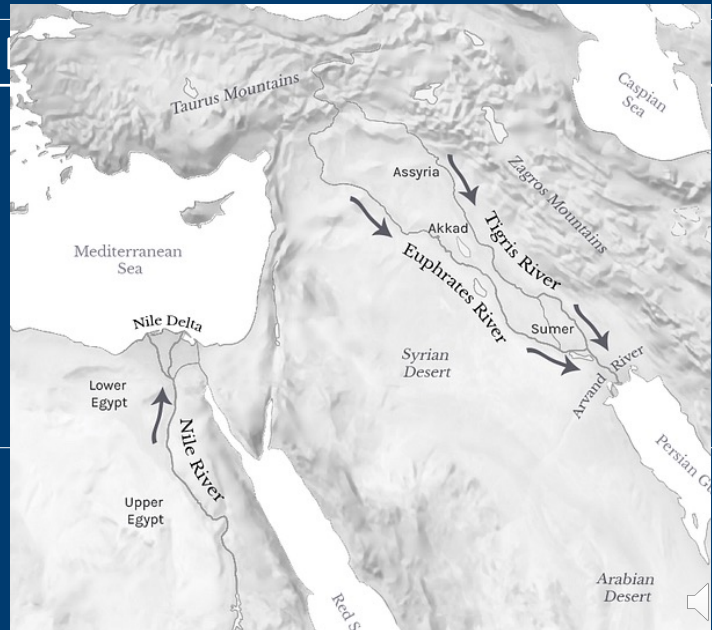 Taurus Mountains
Caspian
Sea
Assyria
Zagros Mountains
Akkad
Tigris River
Mediterranean
Sea
Euphrates River
Nile Delta
Sumer
Syrian
Desert
Arvand River
Lower
Egypt
Nile River
Persian
Upper
Egypt
Arabian
Desert
Red